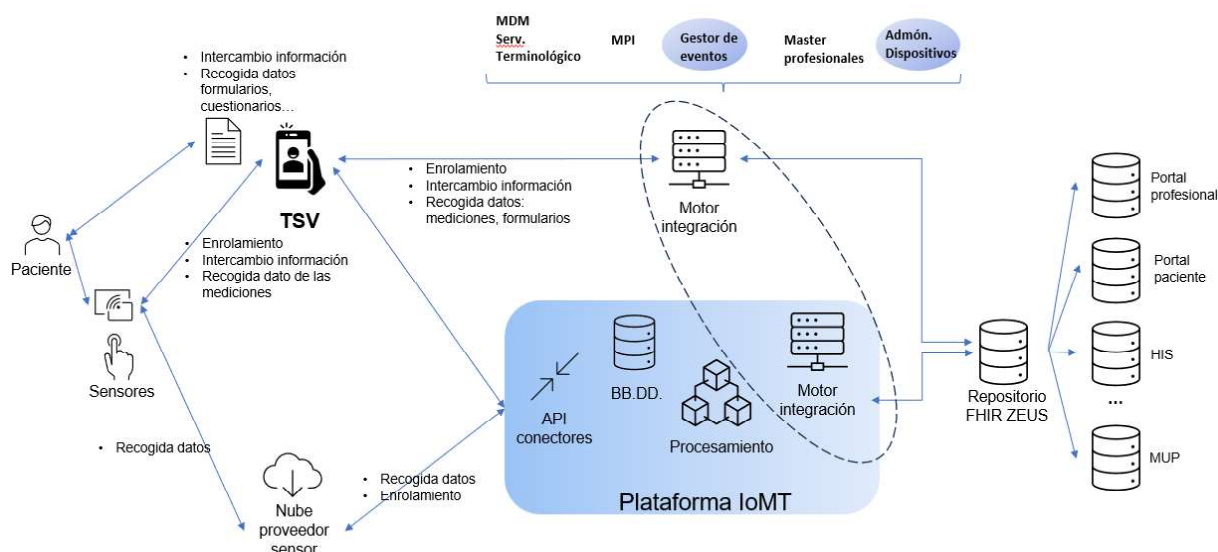 MDM
Serv.
Terminológico
MPI
Gestor de
eventos
Master
profesionales
Admón.
Dispositivos
• Intercambio información
• Recogida datos
formularios,
cuestionarios…
TSV
• Enrolamiento
• Intercambio información
• Recogida datos:
mediciones, formularios
Motor
integración
Paciente
• Enrolamiento
• Intercambio información
• Recogida dato de las
mediciones
Sensores
• Recogida datos
Nube
proveedor
sensor
• Recogida datos
• Enrolamiento
API
conectores
BB.DD.
Procesamiento
Motor
integración
Plataforma IoMT
Repositorio
FHIR ZEUS
Portal
profesional
Portal
paciente
HIS
...
MUP